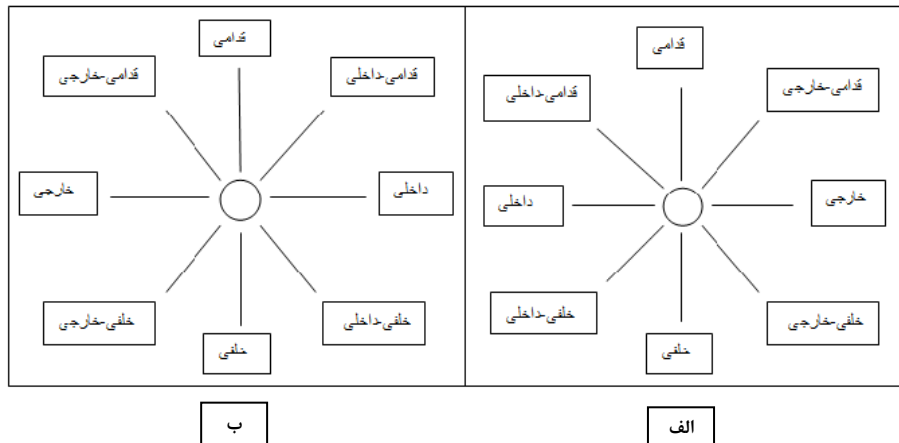 قدامی
قدامی-خارجی
قدامی-داخلی
خارجی
داخلی
خلفی-خارجی
خلفی-داخلی
خلفی
الف
قدامی
قدامی-داخلی
قدامی-خارجی
داخلی
خارجی
خلفی-داخلی
خلفی-خارجی
خلفی
ب